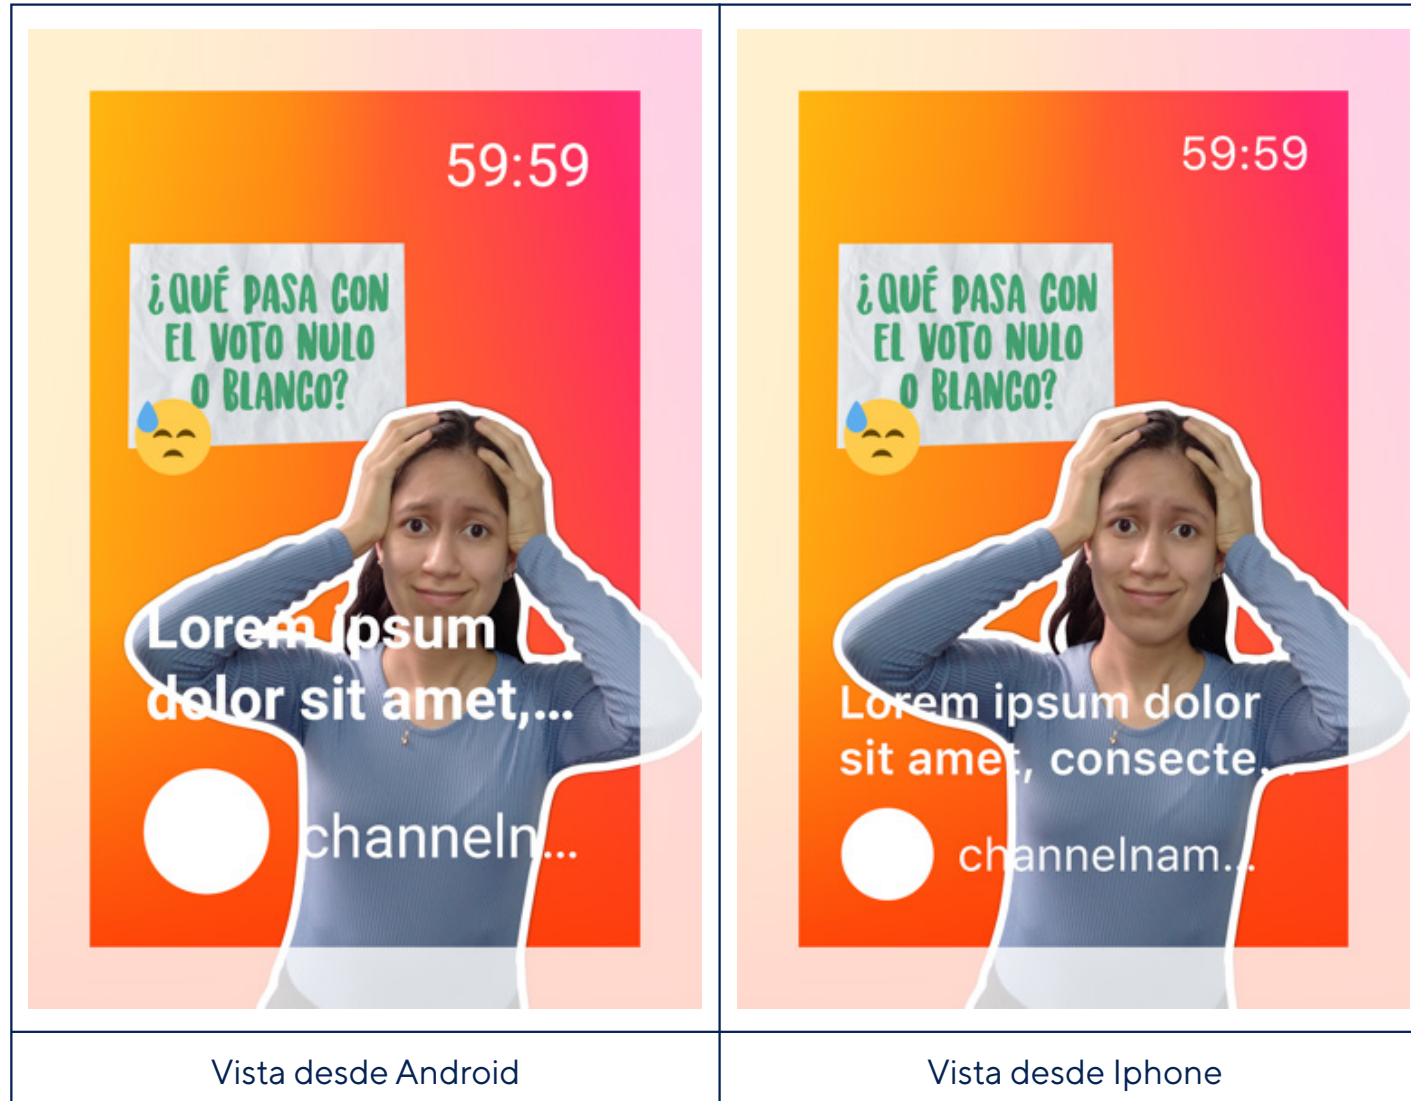 59:59
¿QUÉ PASA CON
EL VOTO NULO
O BLANCO?
Lorem ipsum
dolor sit amet,...
channeln...
Vista desde Android
59:59
¿QUÉ PASA CON
EL VOTO NULO
O BLANCO?
Lorem ipsum dolor
sit amet, consecte...
channelnam...
Vista desde Iphone